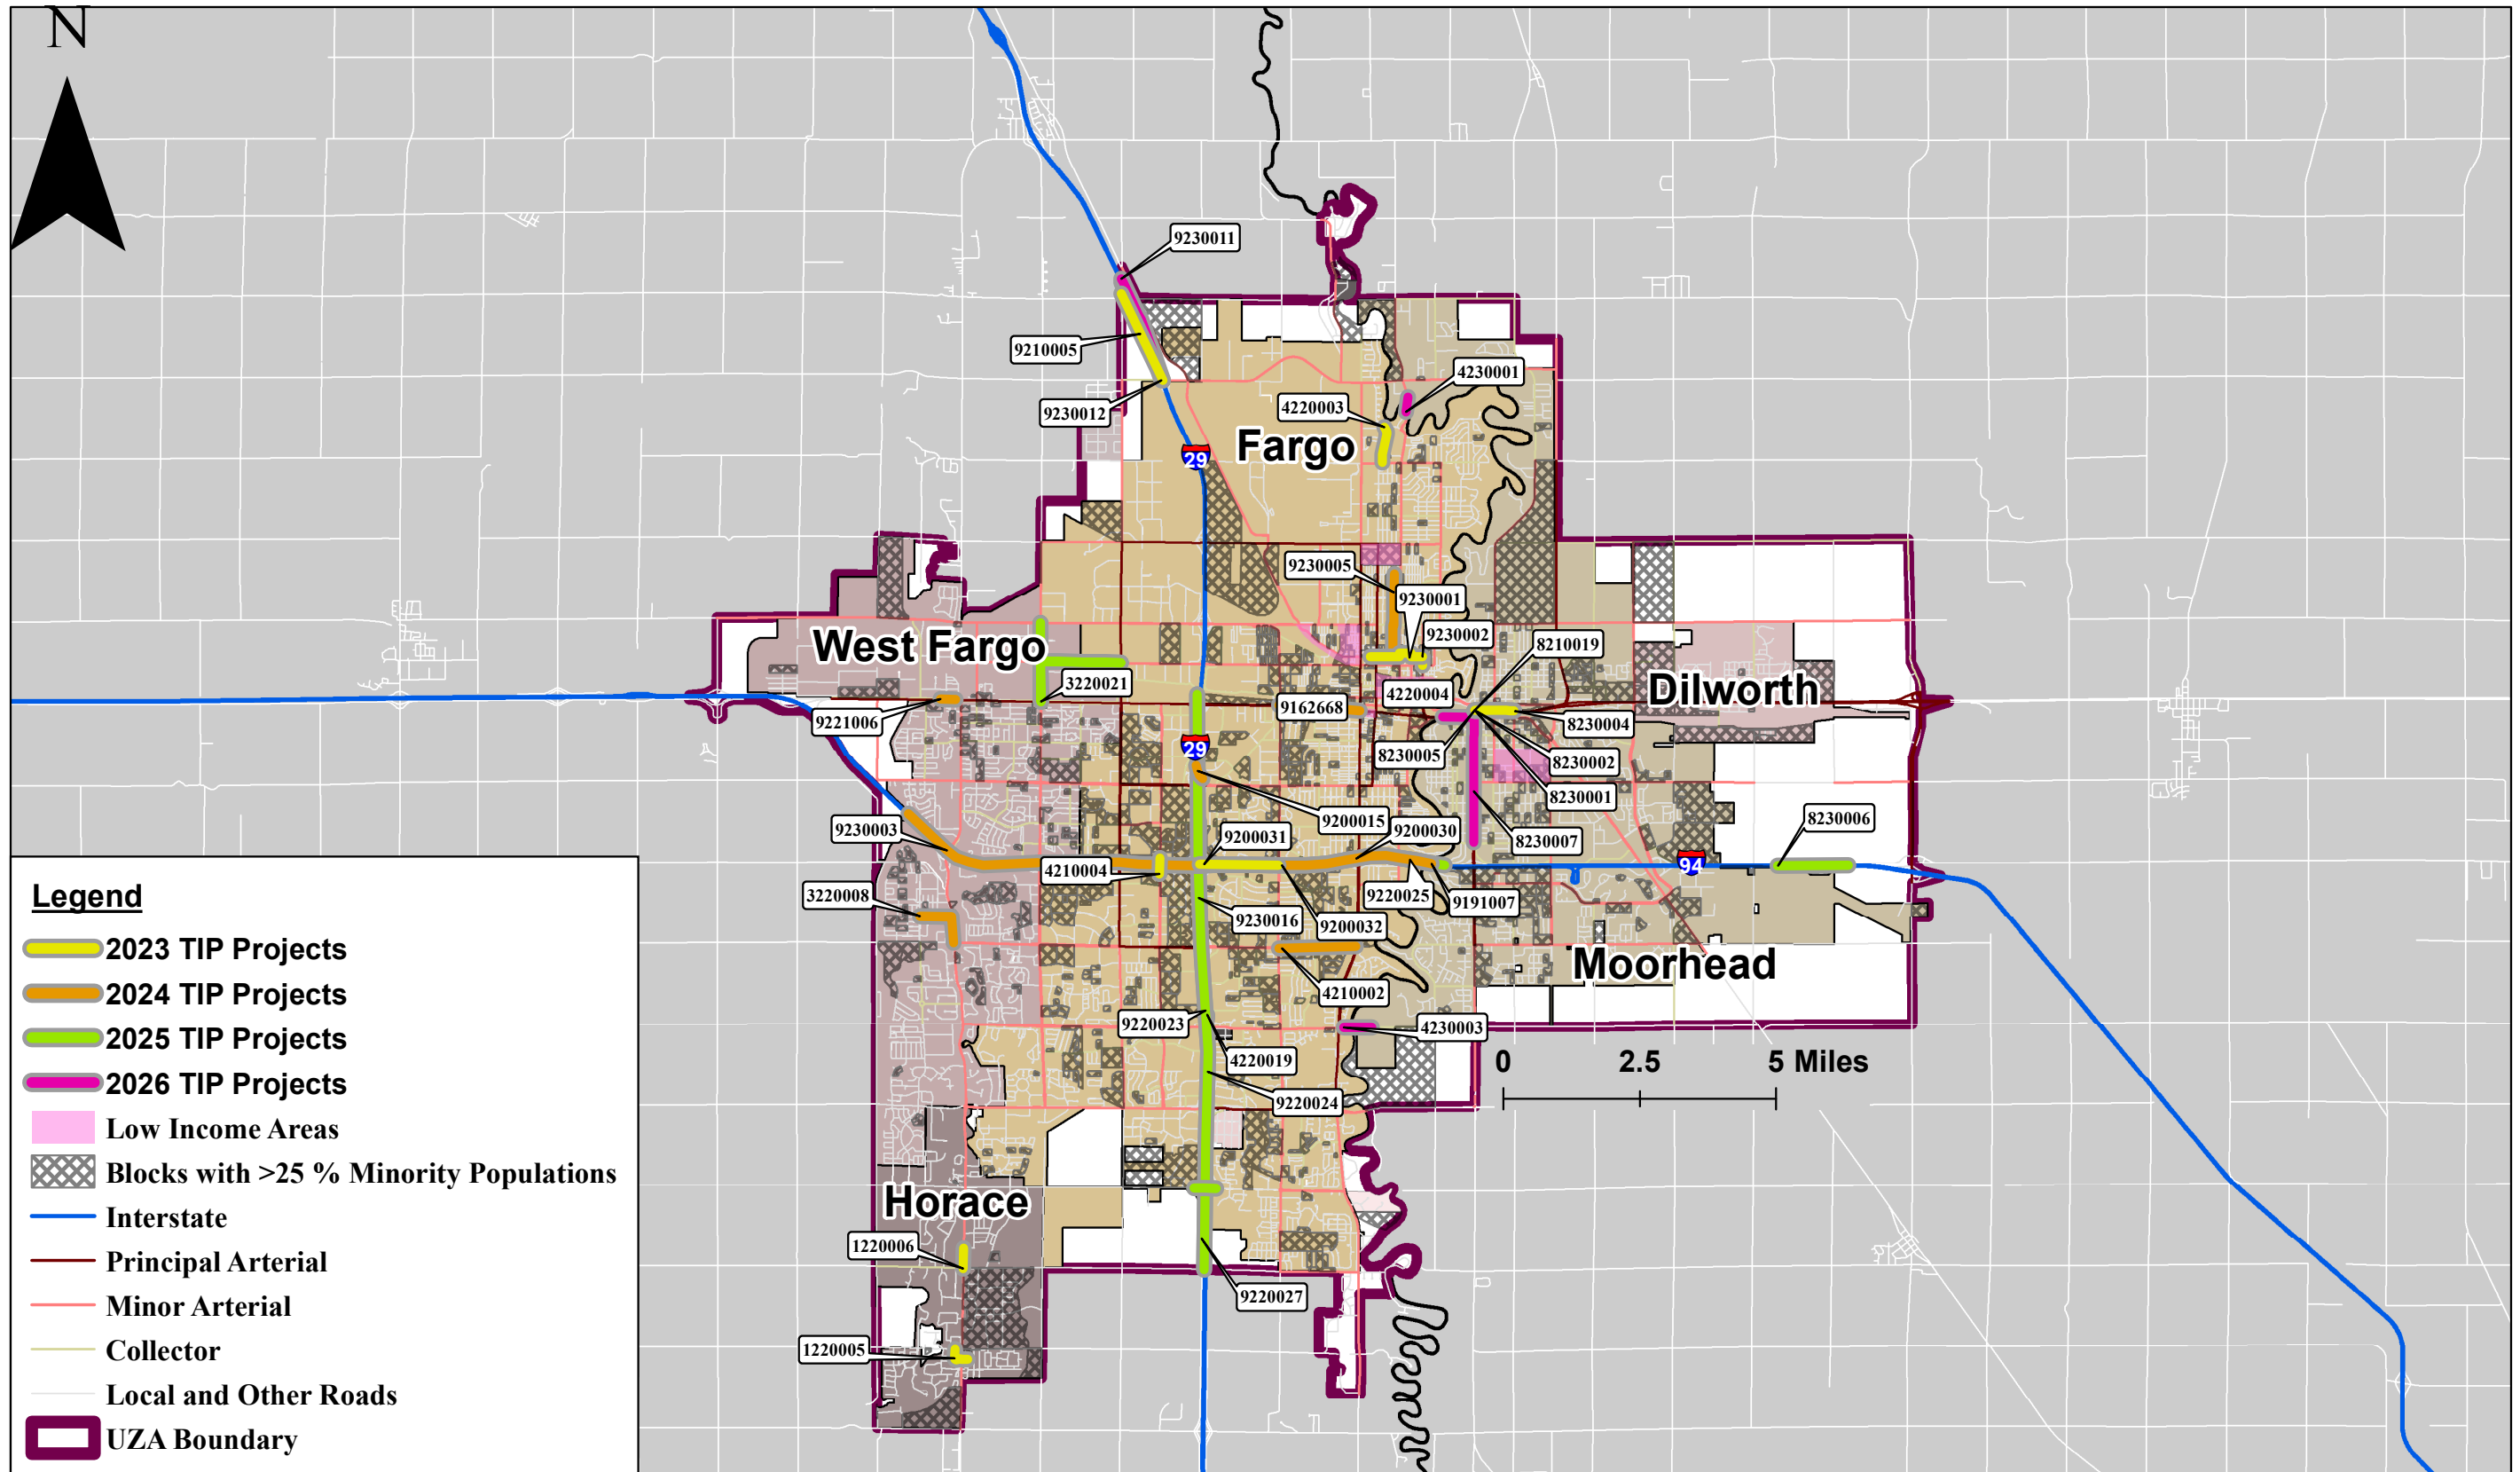 N
9230011
9210005
4230001
9230012
4220003
Fargo
29
9230005
9230001
9230002
8210019
West Fargo
3220021
4220004
Dilworth
9221006
9162668
8230004
29
8230005
8230002
8230001
9200015
9230003
9200031
9200030
8230007
8230006
4210004
94
3220008
9220025
9191007
9230016
9200032
Moorhead
4210002
9220023
4230003
4220019
0 2.5 5 Miles
9220024
Horace
1220006
9220027
1220005
Legend
2023 TIP Projects
2024 TIP Projects
2025 TIP Projects
2026 TIP Projects
Low Income Areas
Blocks with >25 % Minority Populations
Interstate
Principal Arterial
Minor Arterial
Collector
Local and Other Roads
UZA Boundary